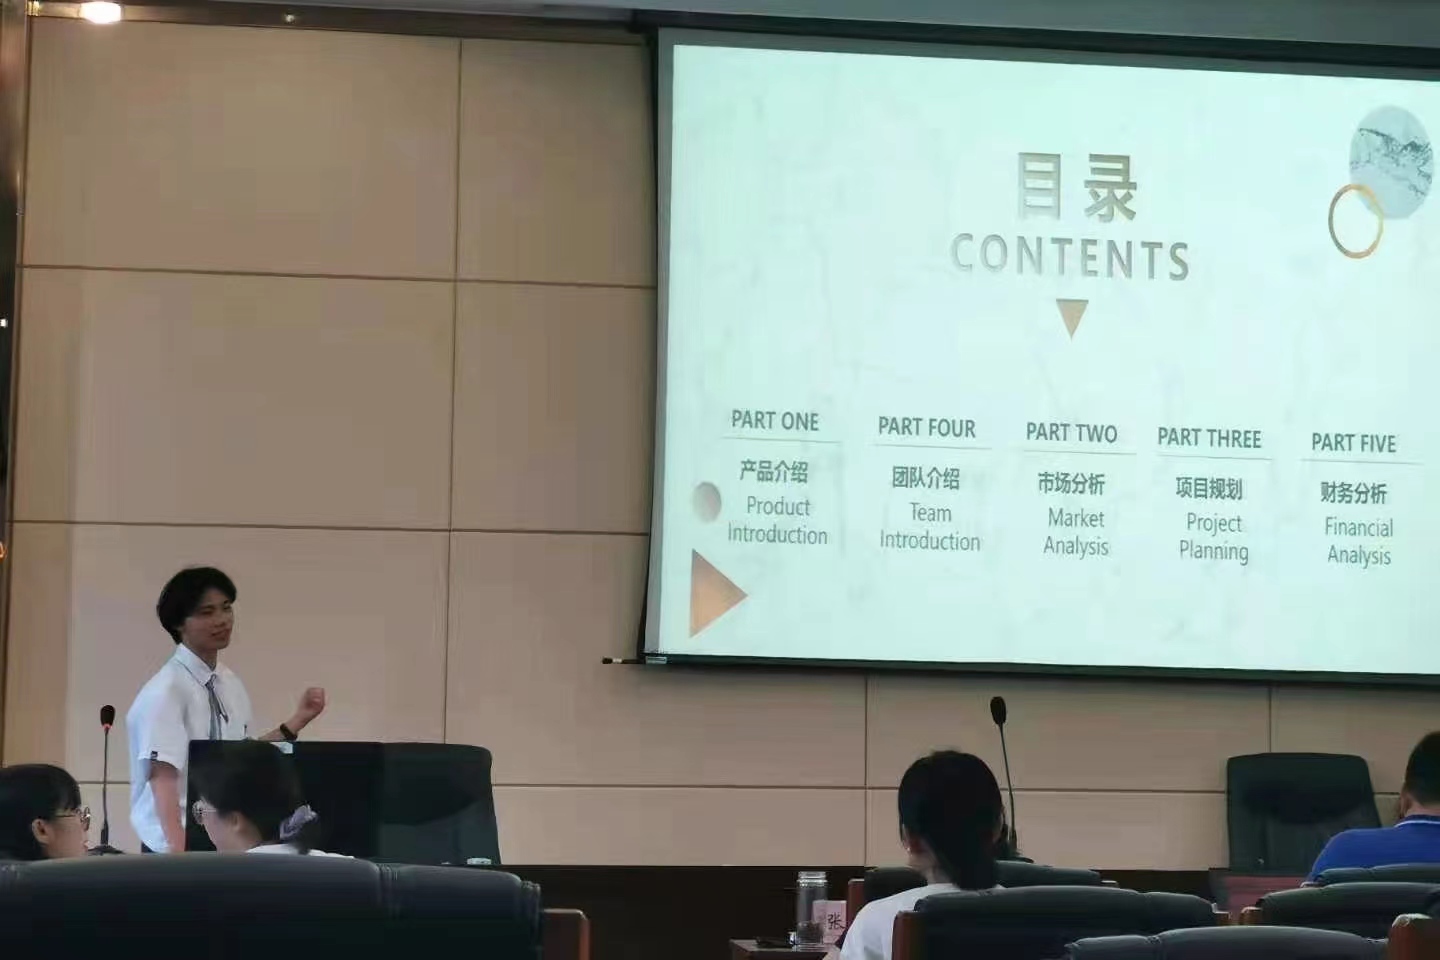 目录
CONTENTS
PART ONE
产品介绍
Product
Introduction
PART FOUR
团队介绍
Team
Introduction
PART TWO
市场分析
Market
Analysis
PART THREE
项目规划
Project
Planning
PART FIVE
财务分析
Financial
Analysis
张